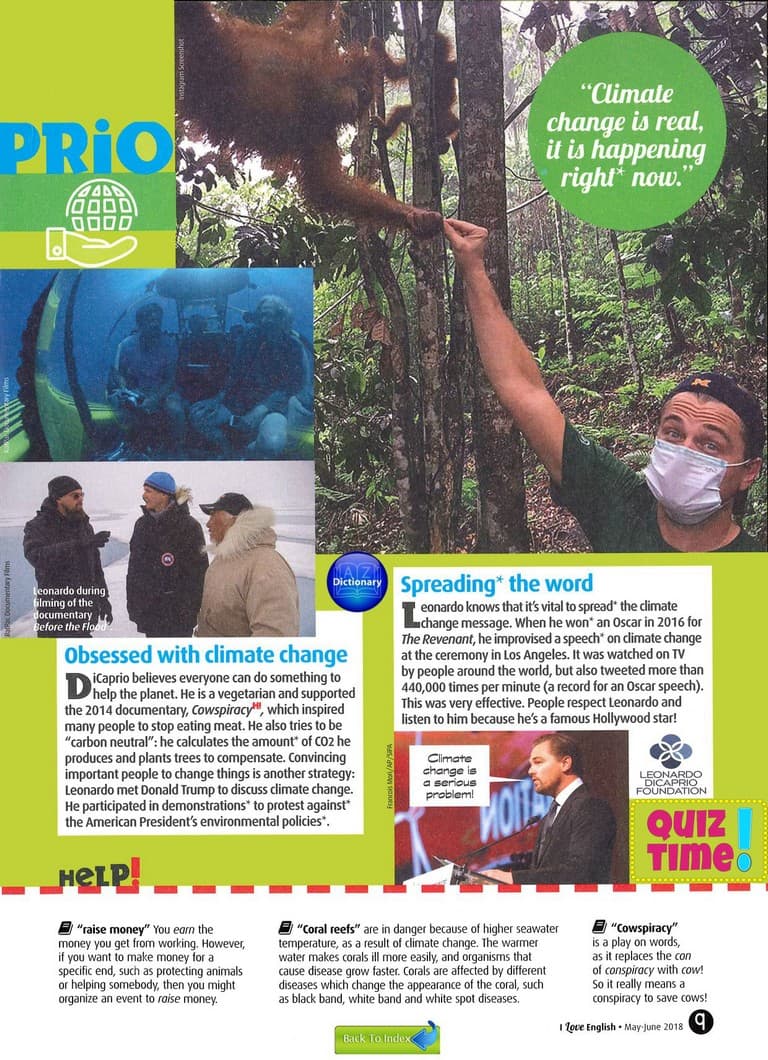 Instagram Screenshot
PRiO
“Climate
change is real,
it is happening
right* now.”
Leonardo during
filming of the
documentary
Before the Flood
Dictionary
Obsessed with climate change
DiCaprio believes everyone can do something to
help the planet. He is a vegetarian and supported
the 2014 documentary, CowspiracyH!, which inspired
many people to stop eating meat. He also tries to be
“carbon neutral”: he calculates the amount* of CO2 he
produces and plants trees to compensate. Convincing
important people to change things is another strategy:
Leonardo met Donald Trump to discuss climate change.
He participated in demonstrations* to protest against*
the American President’s environmental policies*.
Spreading* the word
Leonardo knows that it’s vital to spread* the climate
change message. When he won* an Oscar in 2016 for
The Revenant, he improvised a speech* on climate change
at the ceremony in Los Angeles. It was watched on TV
by people around the world, but also tweeted more than
440,000 times per minute (a record for an Oscar speech).
This was very effective. People respect Leonardo and
listen to him because he’s a famous Hollywood star!
Climate
change is
a serious
problem!
LEONARDO
DICAPRIO
FOUNDATION
QUIZ
TIME!
HELP!
“raise money” You earn the
money you get from working. However,
if you want to make money for a
specific end, such as protecting animals
or helping somebody, then you might
organize an event to raise money.
“Coral reefs” are in danger because of higher seawater
temperature, as a result of climate change. The warmer
water makes corals ill more easily, and organisms that
cause disease grow faster. Corals are affected by different
diseases which change the appearance of the coral, such
as black band, white band and white spot diseases.
“Cowspiracy”
is a play on words,
as it replaces the con
of conspiracy with cow!
So it really means a
conspiracy to save cows!
Back To Index
I Love English • May-June 2018 9